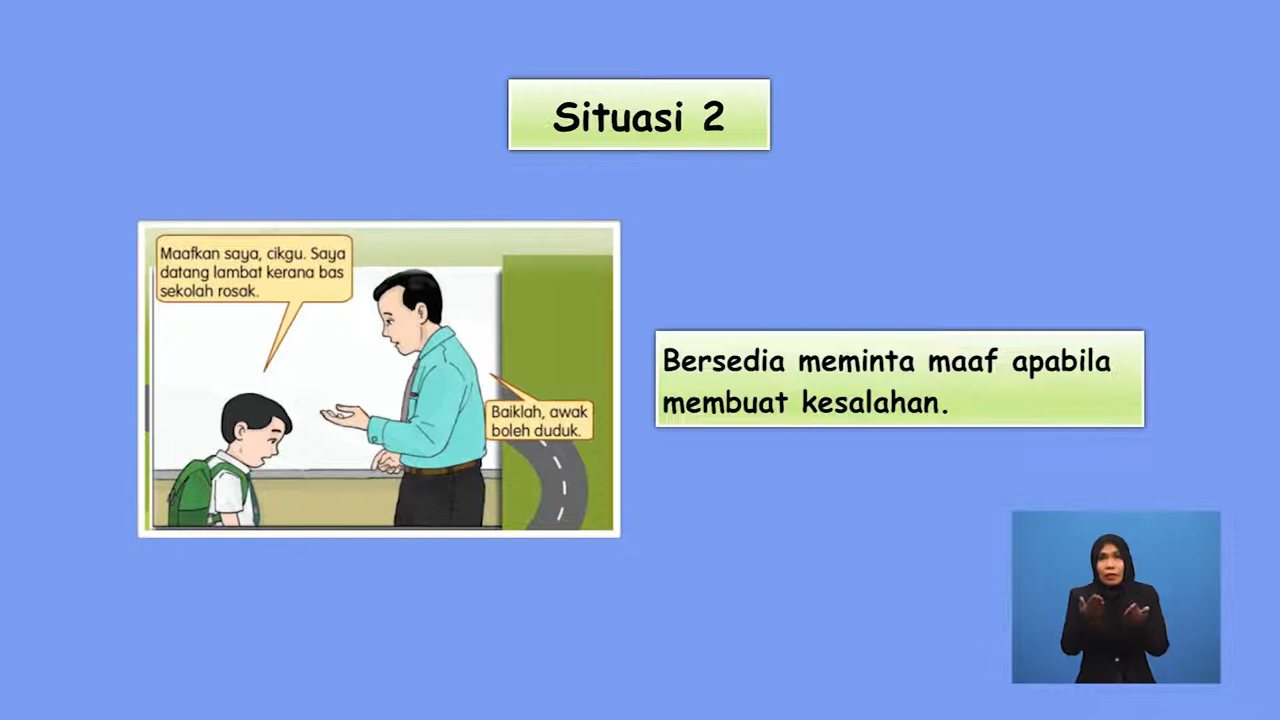 Situasi 2
Maafkan saya, cikgu. Saya
datang lambat kerana bas
sekolah rosak.
Baiklah, awak
boleh duduk.
Bersedia meminta maaf apabila
membuat kesalahan.